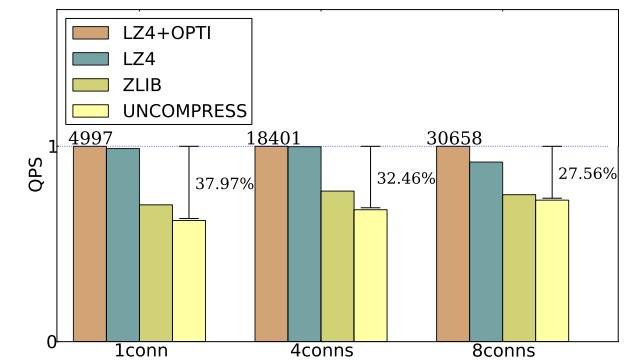 LZ4+OPTI
LZ4
ZLIB
UNCOMPRESS
QPS
1
0
4997
18401
30658
37.97%
32.46%
27.56%
1conn
4conns
8conns